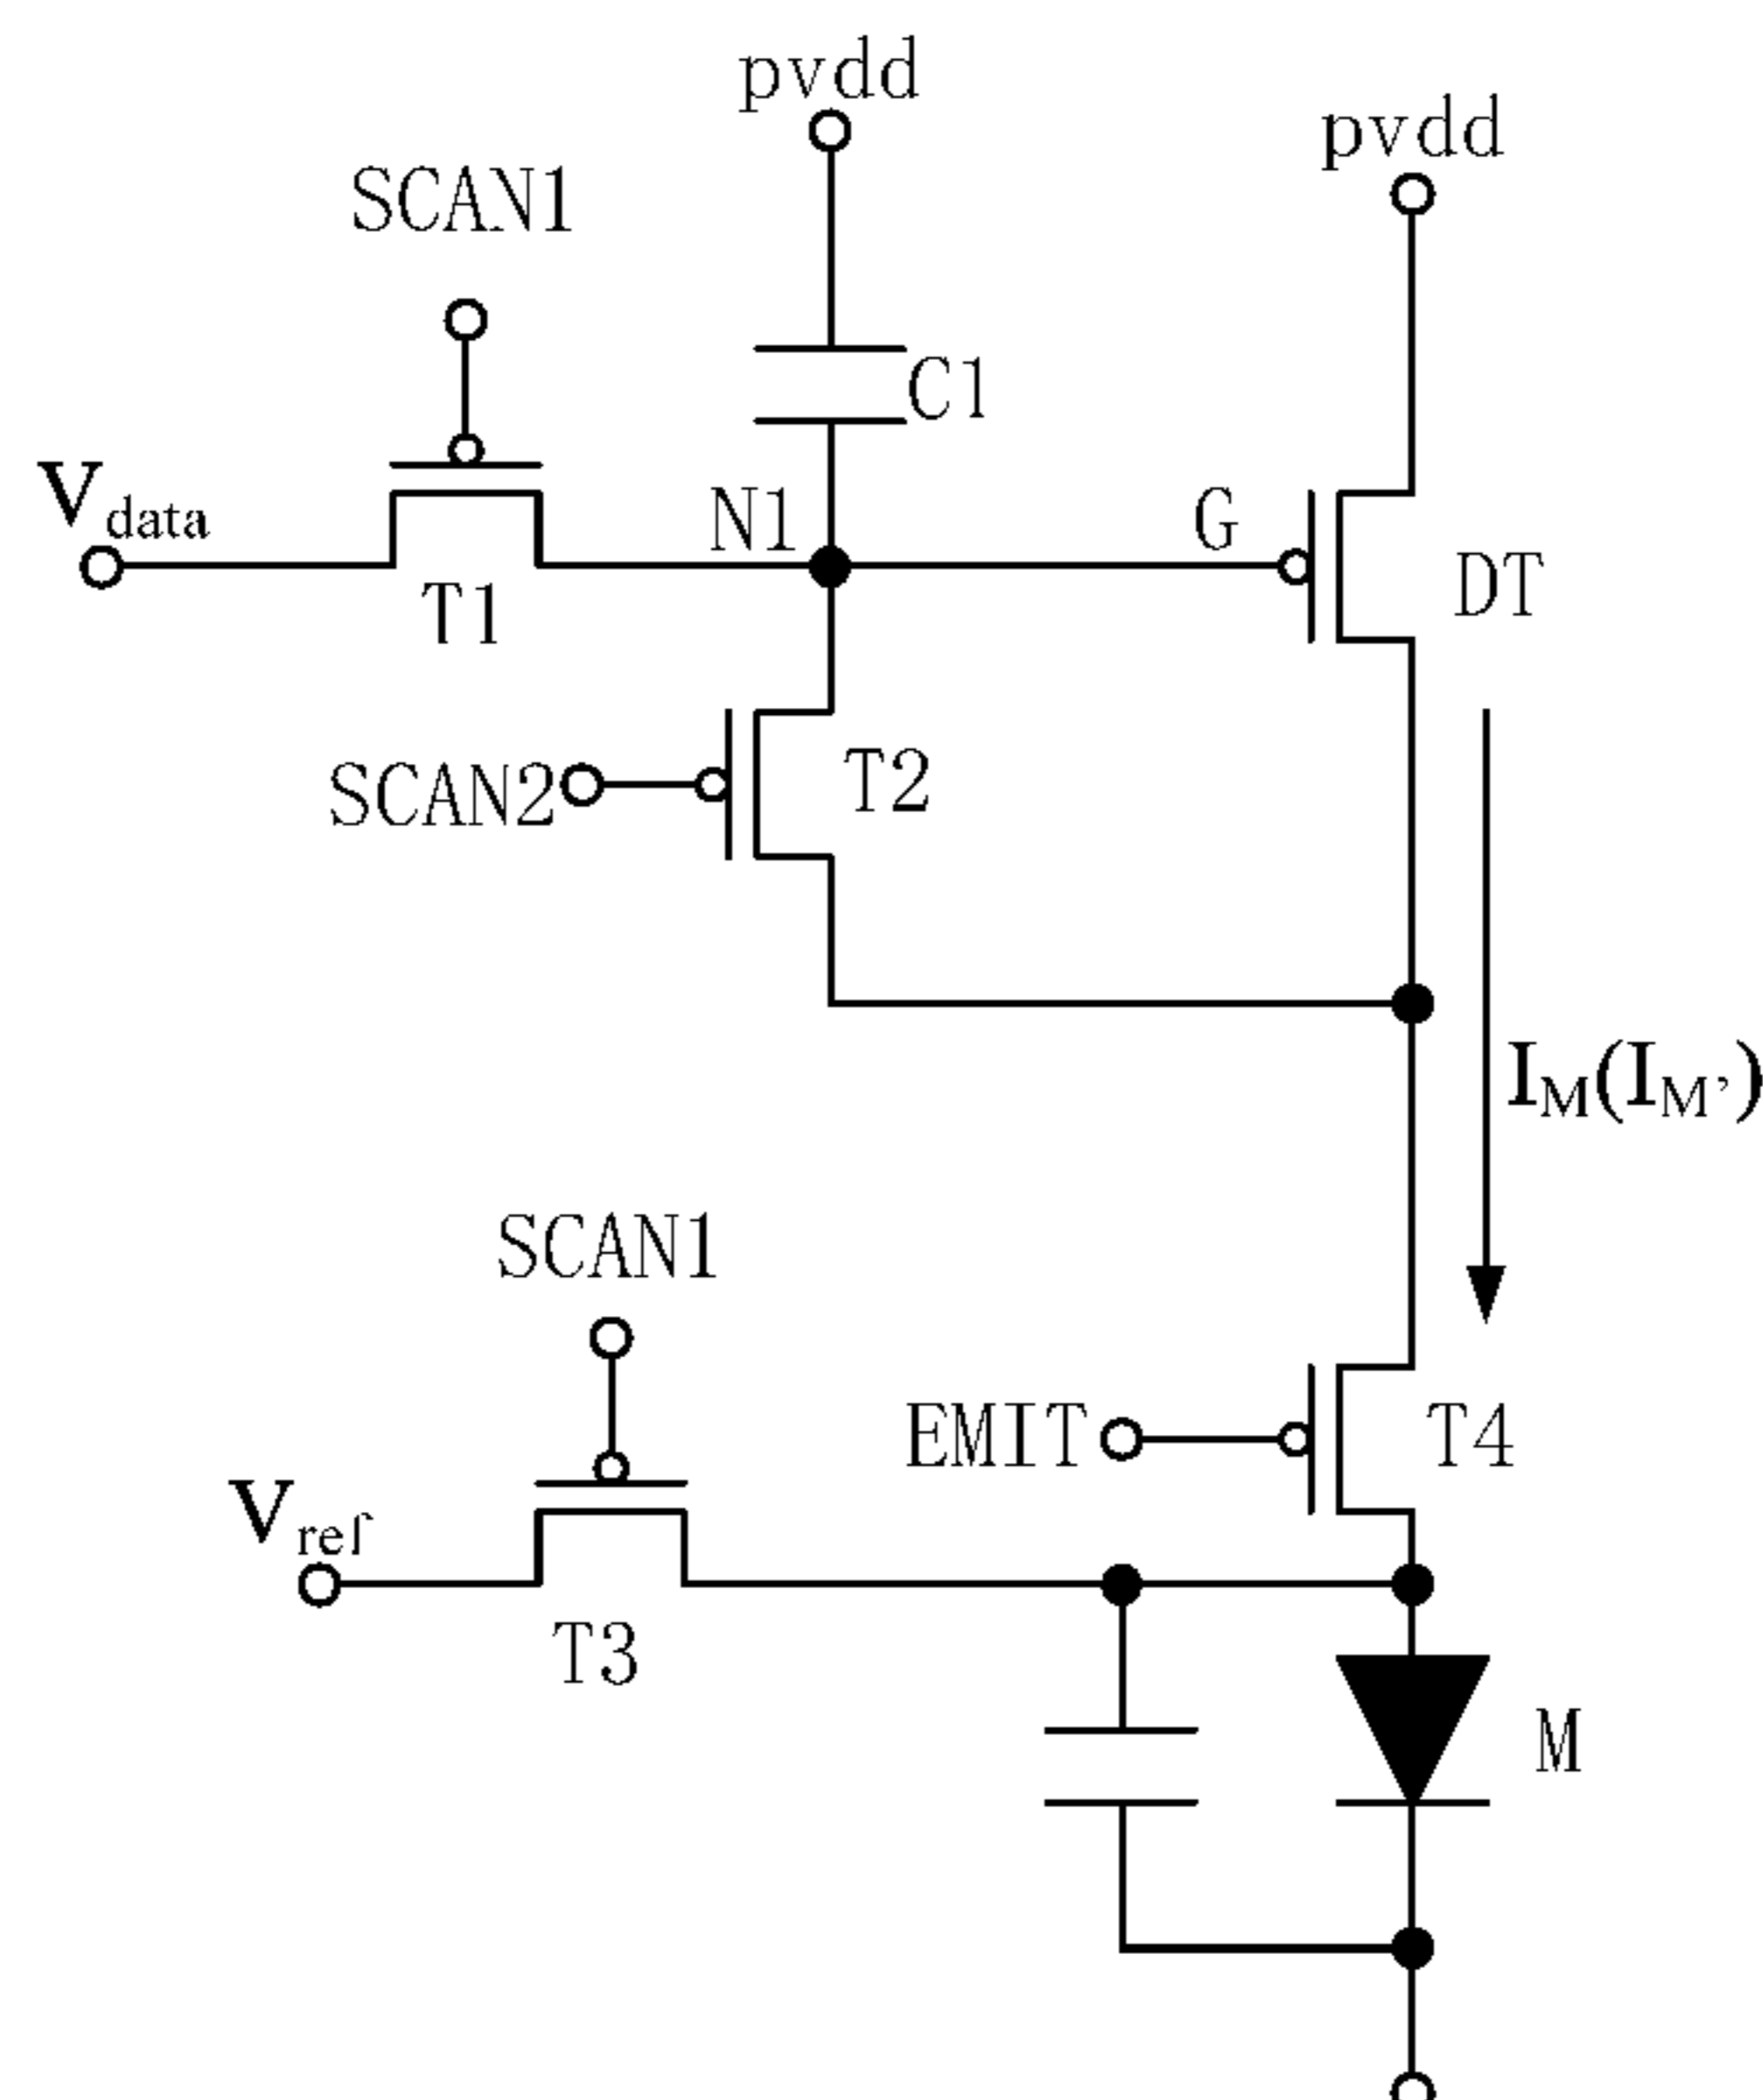 pvdd
pvdd
SCAN1
C1
Vdata
N1
G
DT
T1
SCAN2
T2
IM(IM')
SCAN1
EMIT
T4
Vref
T3
M